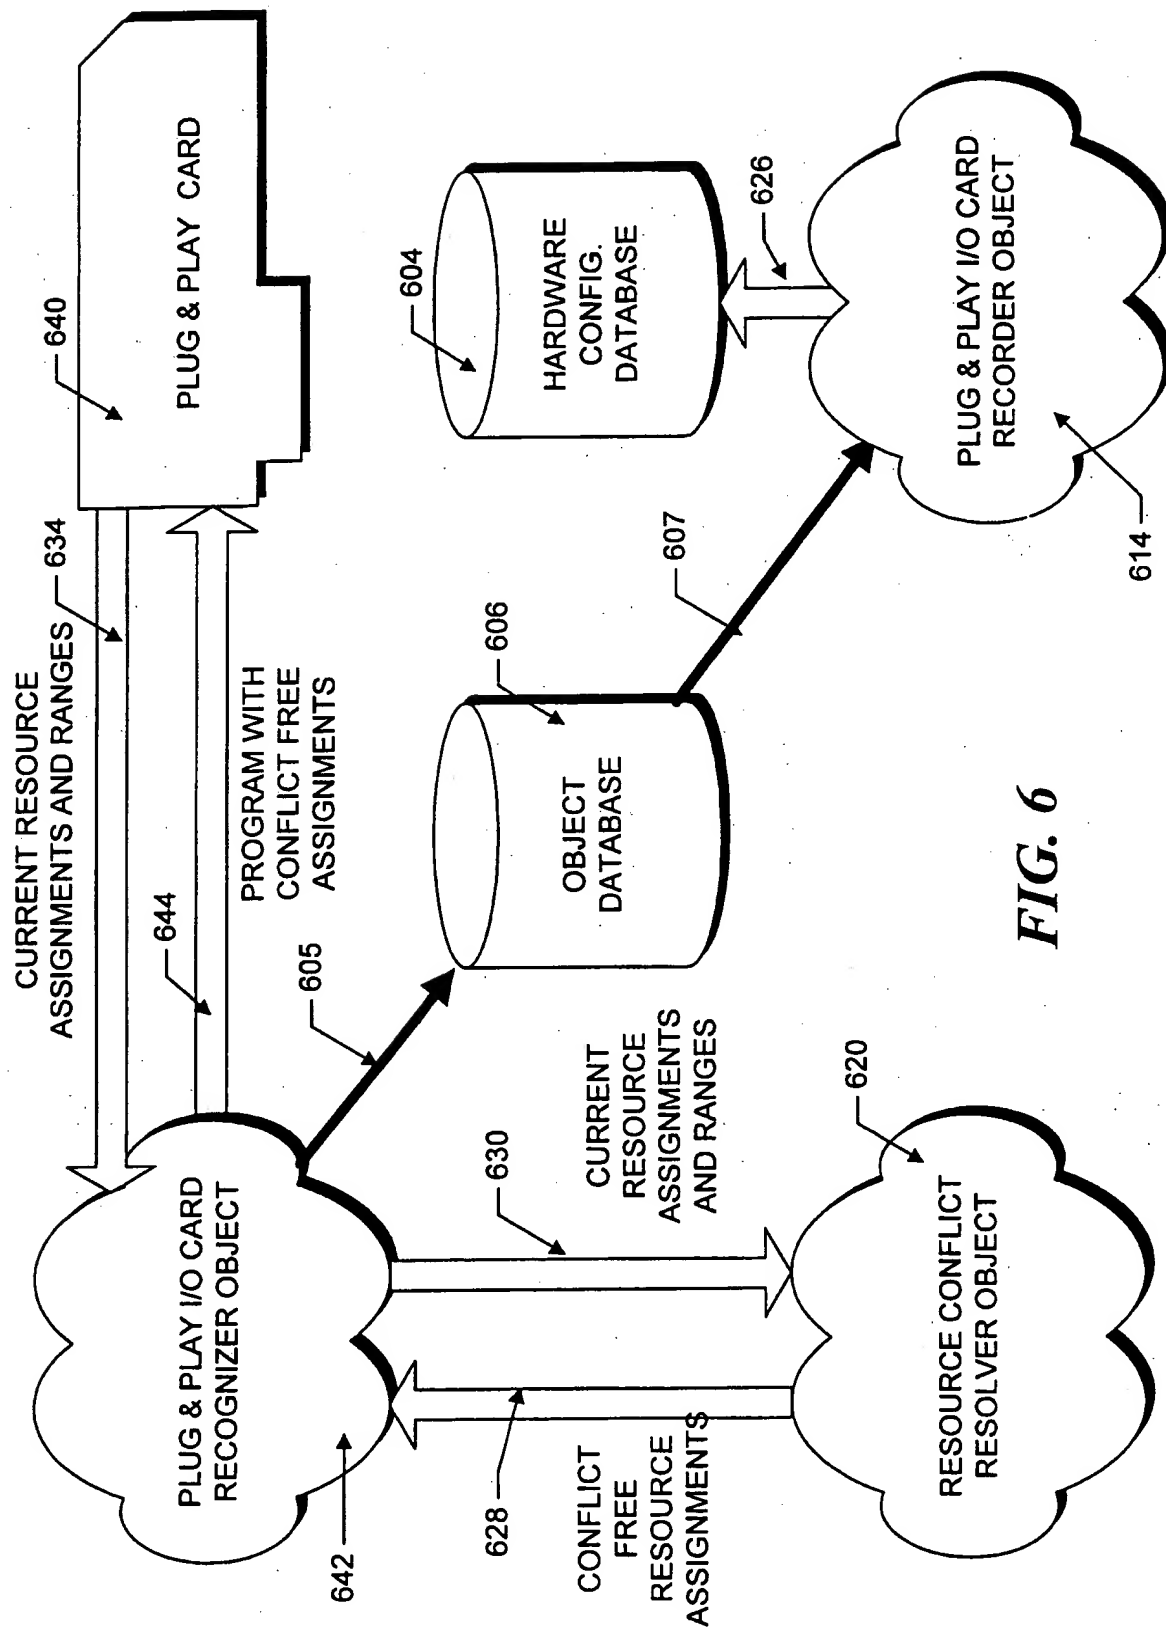 CURRENT RESOURCE
ASSIGNMENTS AND RANGES
634
640
PLUG & PLAY CARD
644
PROGRAM WITH
CONFLICT FREE
ASSIGNMENTS
PLUG & PLAY I/O CARD
RECOGNIZER OBJECT
642
605
606
OBJECT
DATABASE
604
HARDWARE
CONFIG.
DATABASE
607
626
628
CONFLICT
FREE
RESOURCE
ASSIGNMENTS
630
CURRENT
RESOURCE
ASSIGNMENTS
AND RANGES
620
RESOURCE CONFLICT
RESOLVER OBJECT
PLUG & PLAY I/O CARD
RECORDER OBJECT
614
FIG. 6